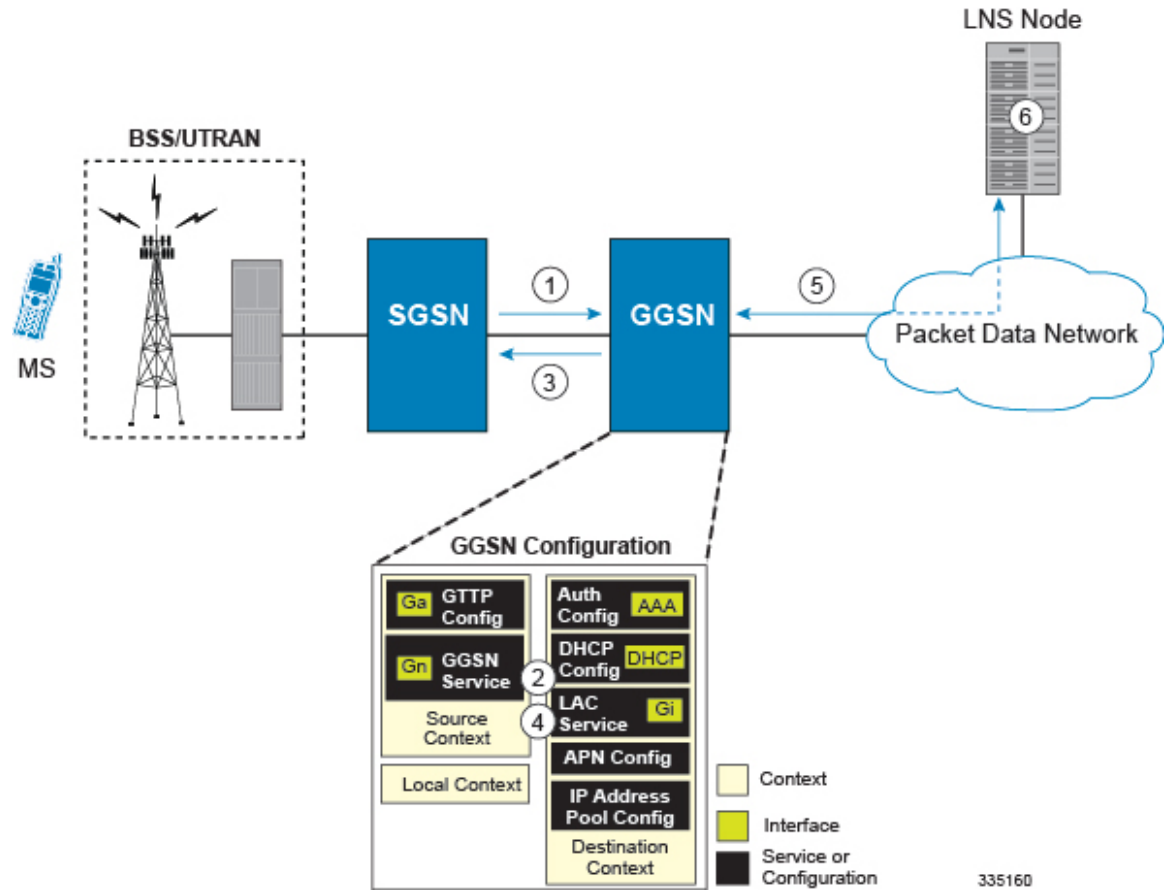 LNS Node
6
BSS/UTRAN
MS
SGSN
1
3
GGSN
5
Packet Data Network
GGSN Configuration
Ga
GTTP
Config
Gn
GGSN
Service
Source
Context
Local Context
2
4
Auth
Config
AAA
DHCP
Config
DHCP
LAC
Service
Gi
APN Config
IP Address
Pool Config
Destination
Context
Context
Interface
Service or
Configuration
335160